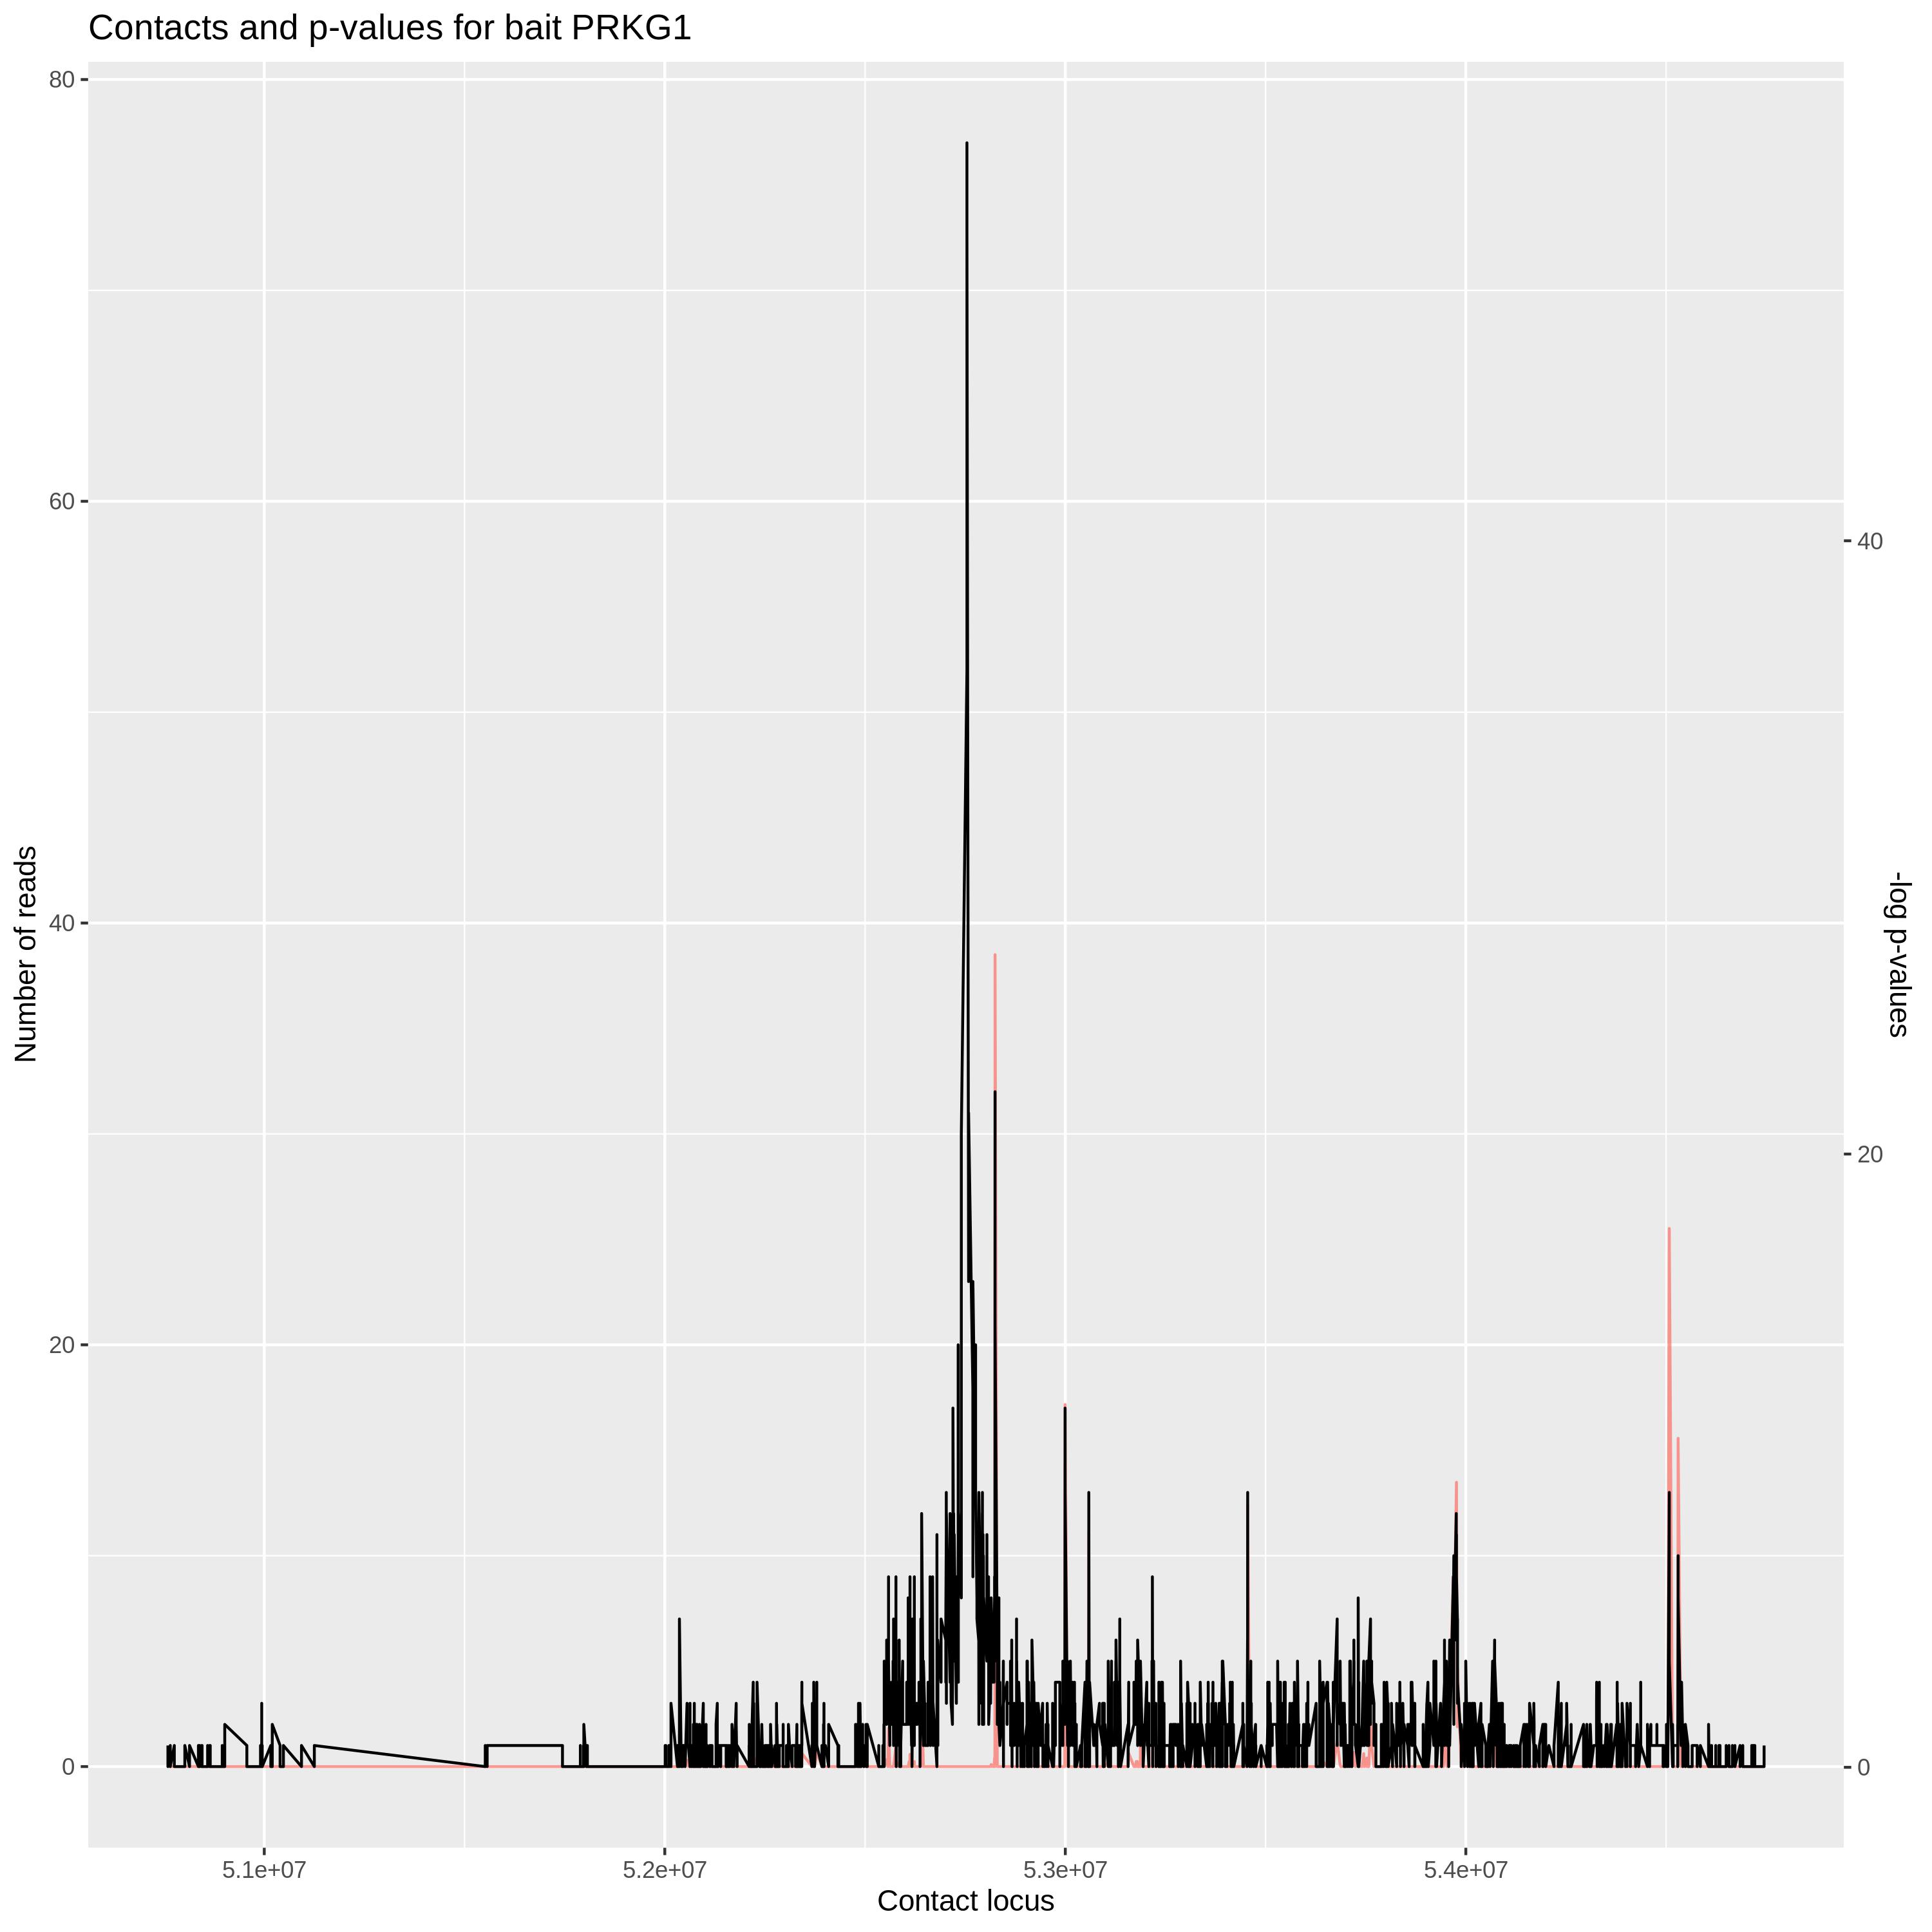 Contacts and p-values for bait PRKG1
80
60
40
20
0
Number of reads
40
20
0
-log p-values
5.1e+07 5.2e+07 5.3e+07 5.4e+07
Contact locus